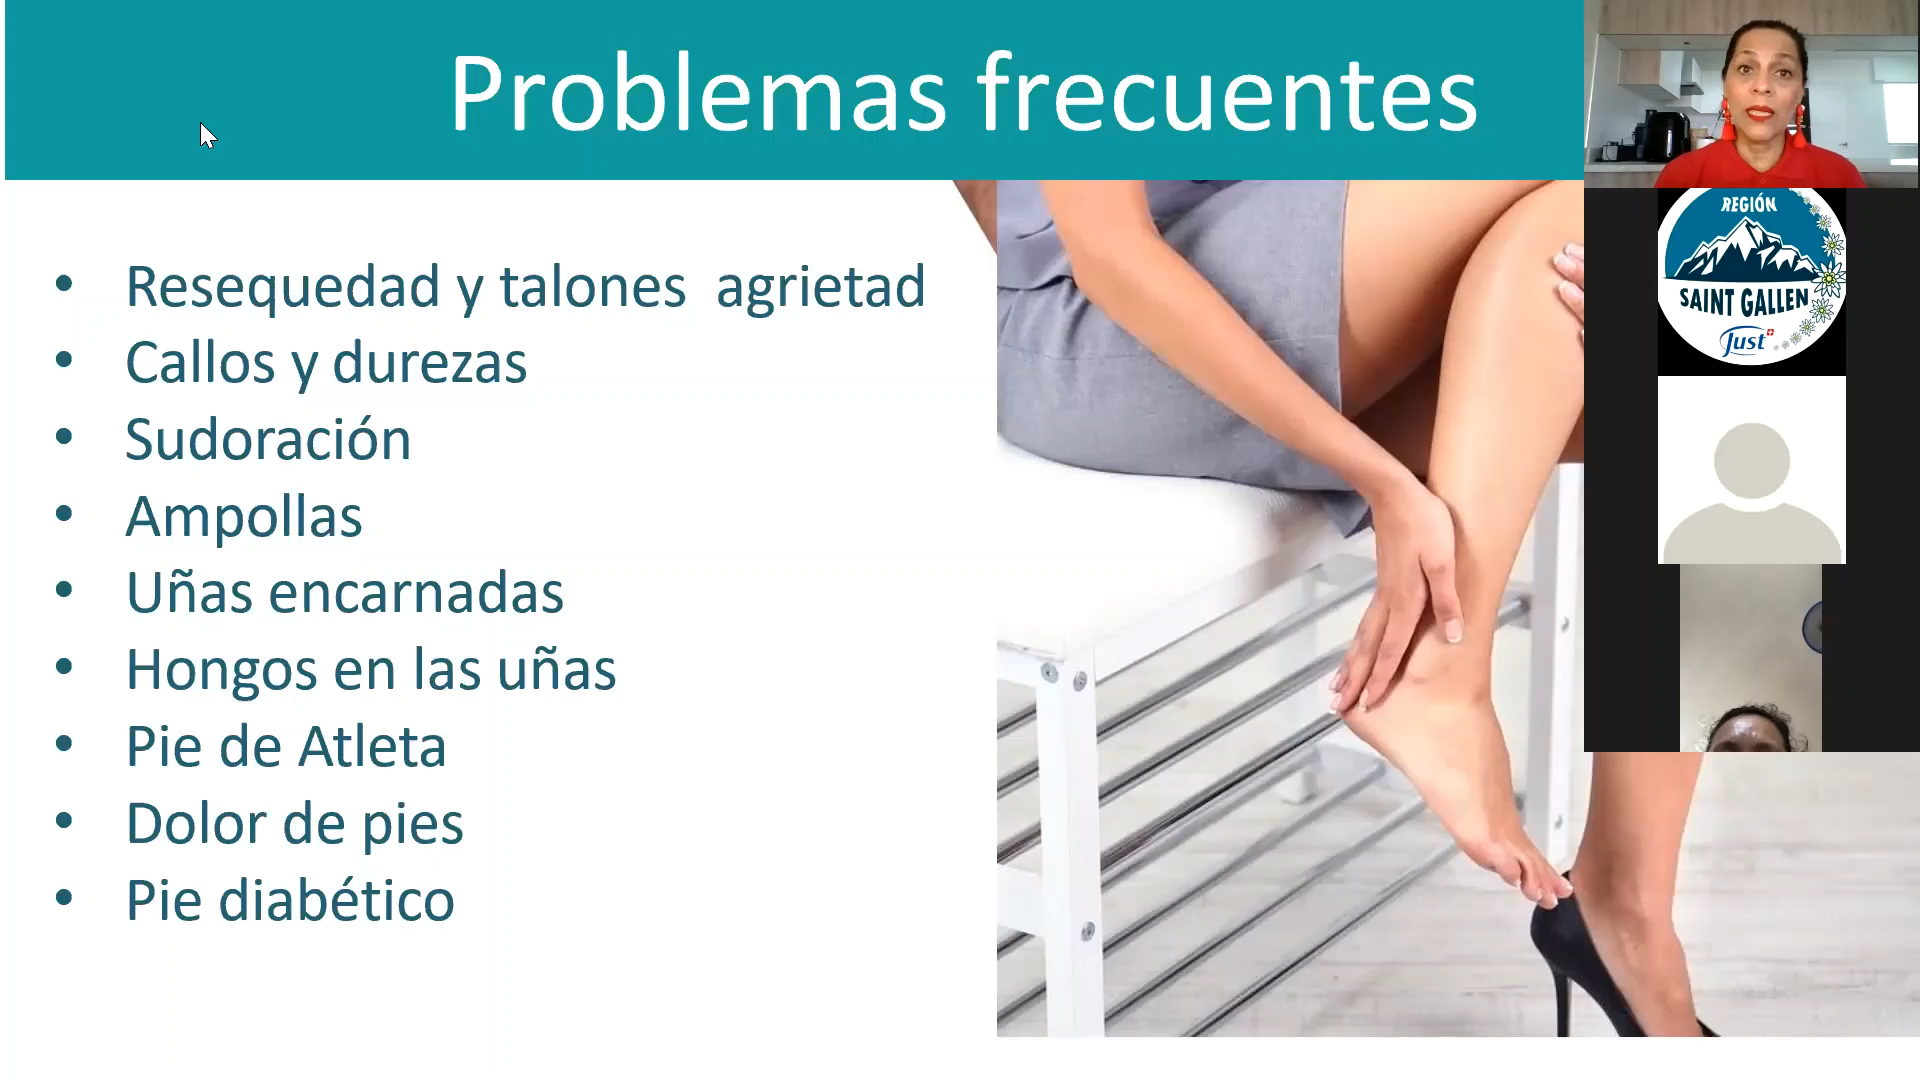 Problemas frecuentes
• Resequedad y talones agrietad
• Callos y durezas
• Sudoración
• Ampollas
• Uñas encarnadas
• Hongos en las uñas
• Pie de Atleta
• Dolor de pies
• Pie diabético
REGIÓN
SAINT GALLEN
Just